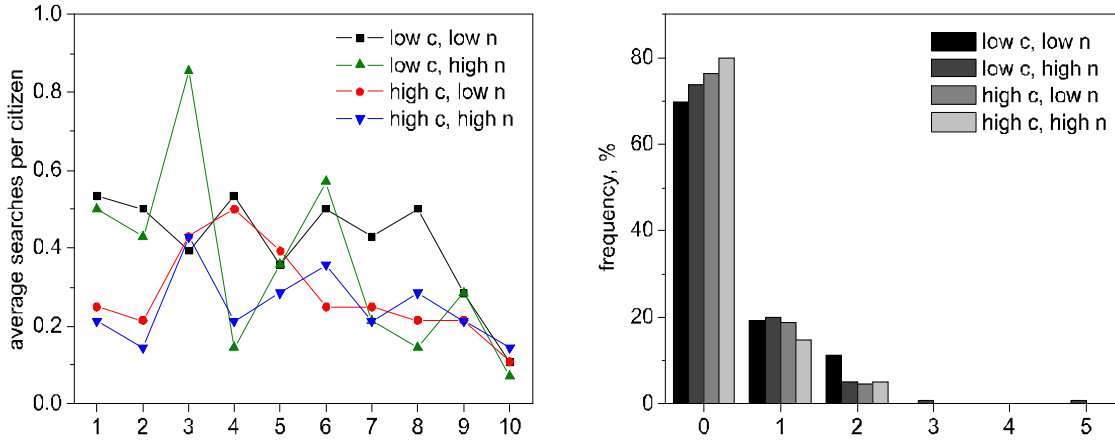 1.0
0.8
0.6
0.4
0.2
0.0
average searches per citizen
low c, low n
low c, high n
high c, low n
high c, high n
1 2 3 4 5 6 7 8 9 10
80
60
40
20
0
frequency, %
low c, low n
low c, high n
high c, low n
high c, high n
0 1 2 3 4 5